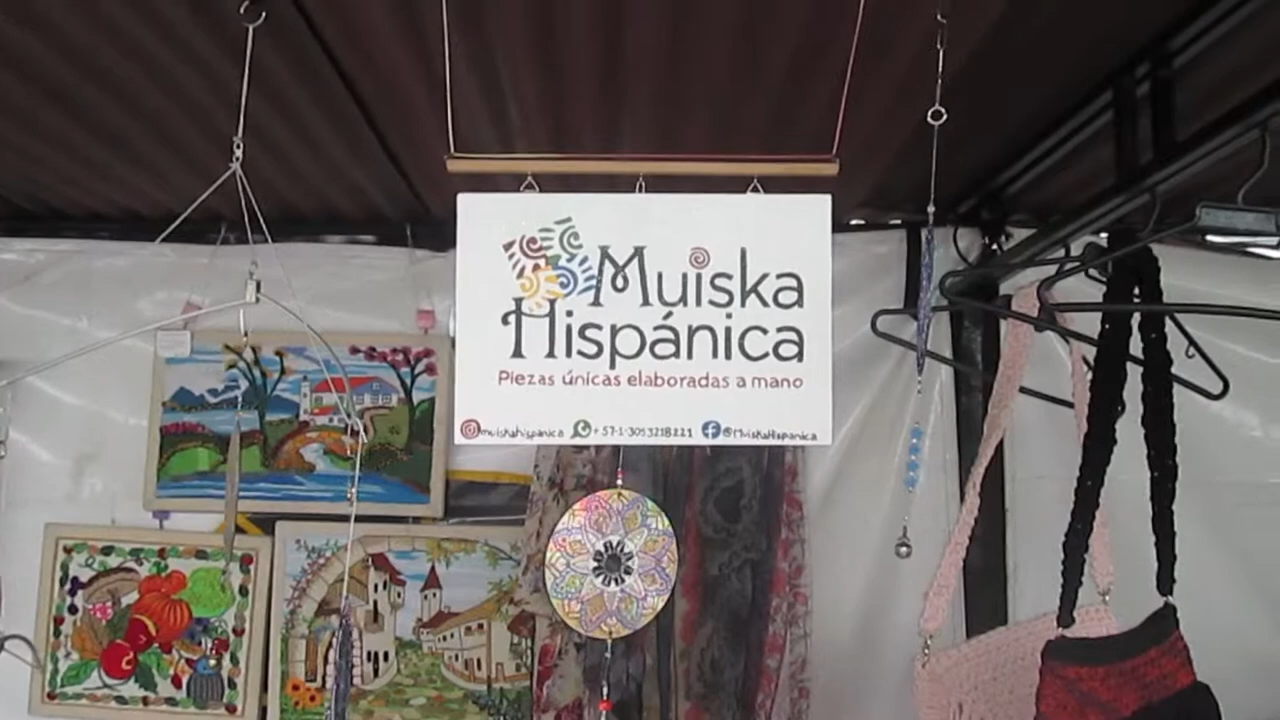 Muiska
Hispánica
Piezas únicas elaboradas a mano
muiskahispanica +57-1-3053218221 @MuiskaHispanica